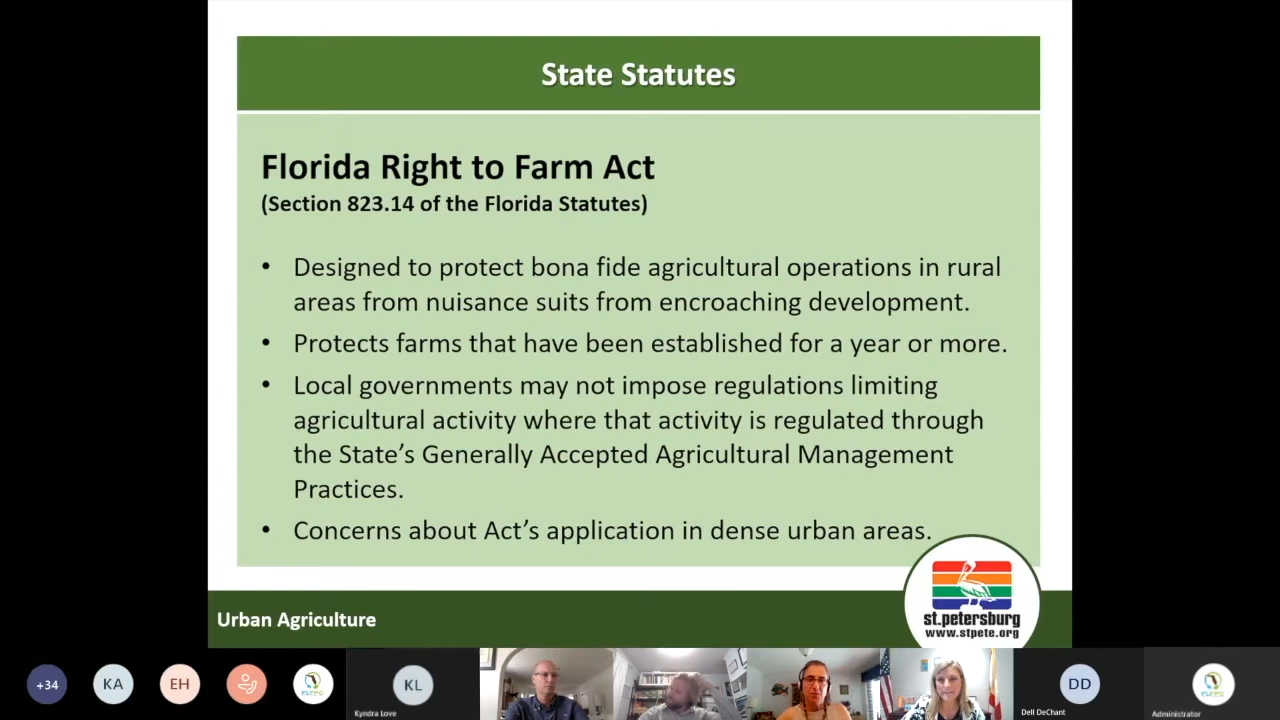 State Statutes
Florida Right to Farm Act
(Section 823.14 of the Florida Statutes)
• Designed to protect bona fide agricultural operations in rural
areas from nuisance suits from encroaching development.
• Protects farms that have been established for a year or more.
• Local governments may not impose regulations limiting
agricultural activity where that activity is regulated through
the State's Generally Accepted Agricultural Management
Practices.
• Concerns about Act's application in dense urban areas.
st.petersburg
www.stpete.org
Urban Agriculture
+34
KA
EH
FLFPC
KL
Kyndra Love
DD
Dell DeChant
FLFPC
Administrator